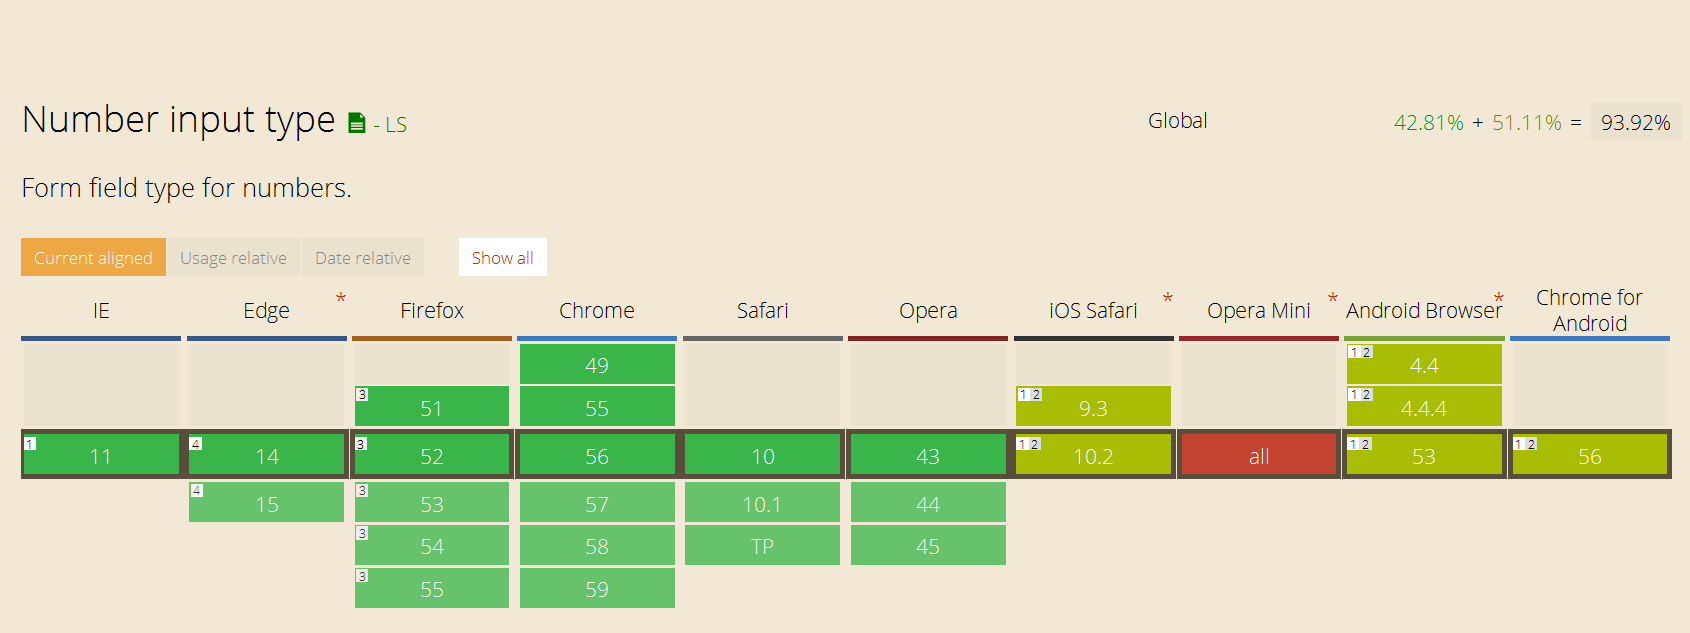 Number input type - LS
Global 42.81% + 51.11% = 93.92%
Form field type for numbers.
Current aligned Usage relative Date relative Show all
IE Edge * Firefox Chrome Safari Opera iOS Safari * Opera Mini * Android Browser * Chrome for Android
49 1 2 4.4
3 51 55 1 2 9.3 1 2 4.4.4
1 11 4 14 3 52 56 10 43 1 2 10.2 all 1 2 53 1 2 56
4 15 3 53 57 10.1 44
3 54 58 TP 45
3 55 59